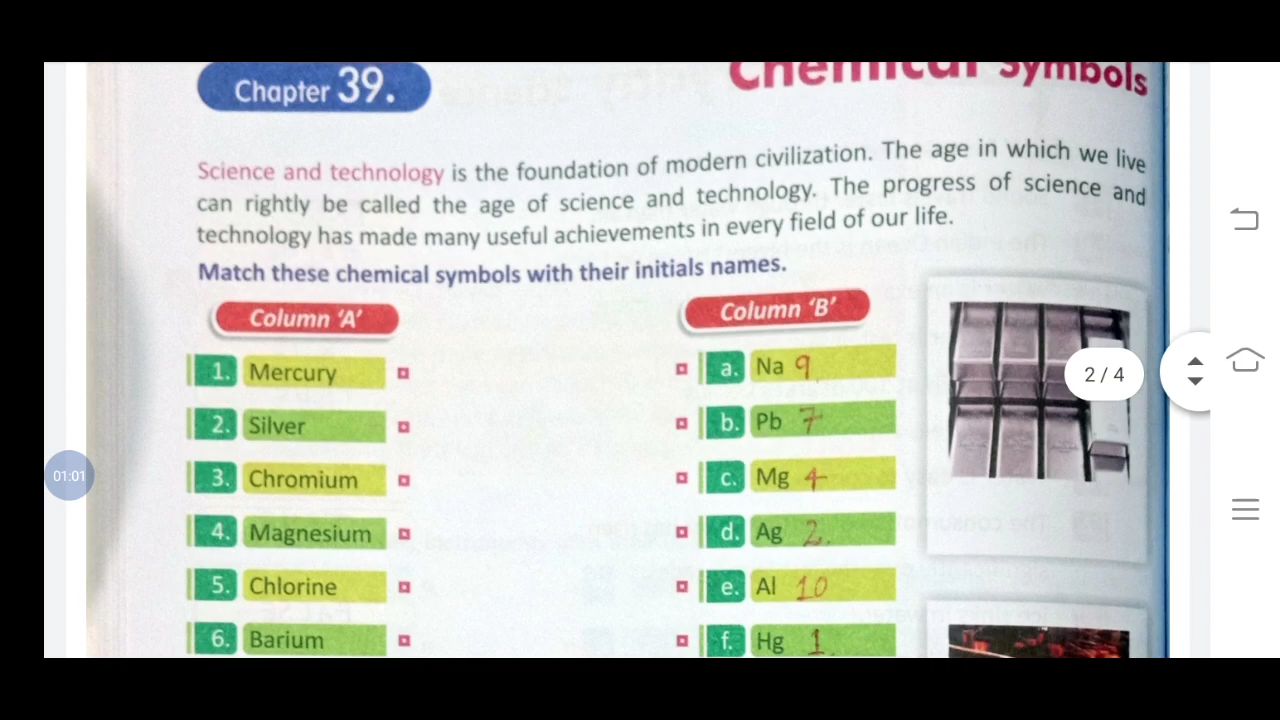 Chapter 39.
Chemical Symbols
Science and technology is the foundation of modern civilization. The age in which we live
can rightly be called the age of science and technology. The progress of science and
technology has made many useful achievements in every field of our life.
Match these chemical symbols with their initials names.
Column ‘A’
Column ‘B’
1. Mercury
a. Na 9
2. Silver
b. Pb 7
3. Chromium
c. Mg 4
4. Magnesium
d. Ag 2.
5. Chlorine
e. Al 10
6. Barium
f. Hg 1
2 / 4
01:01